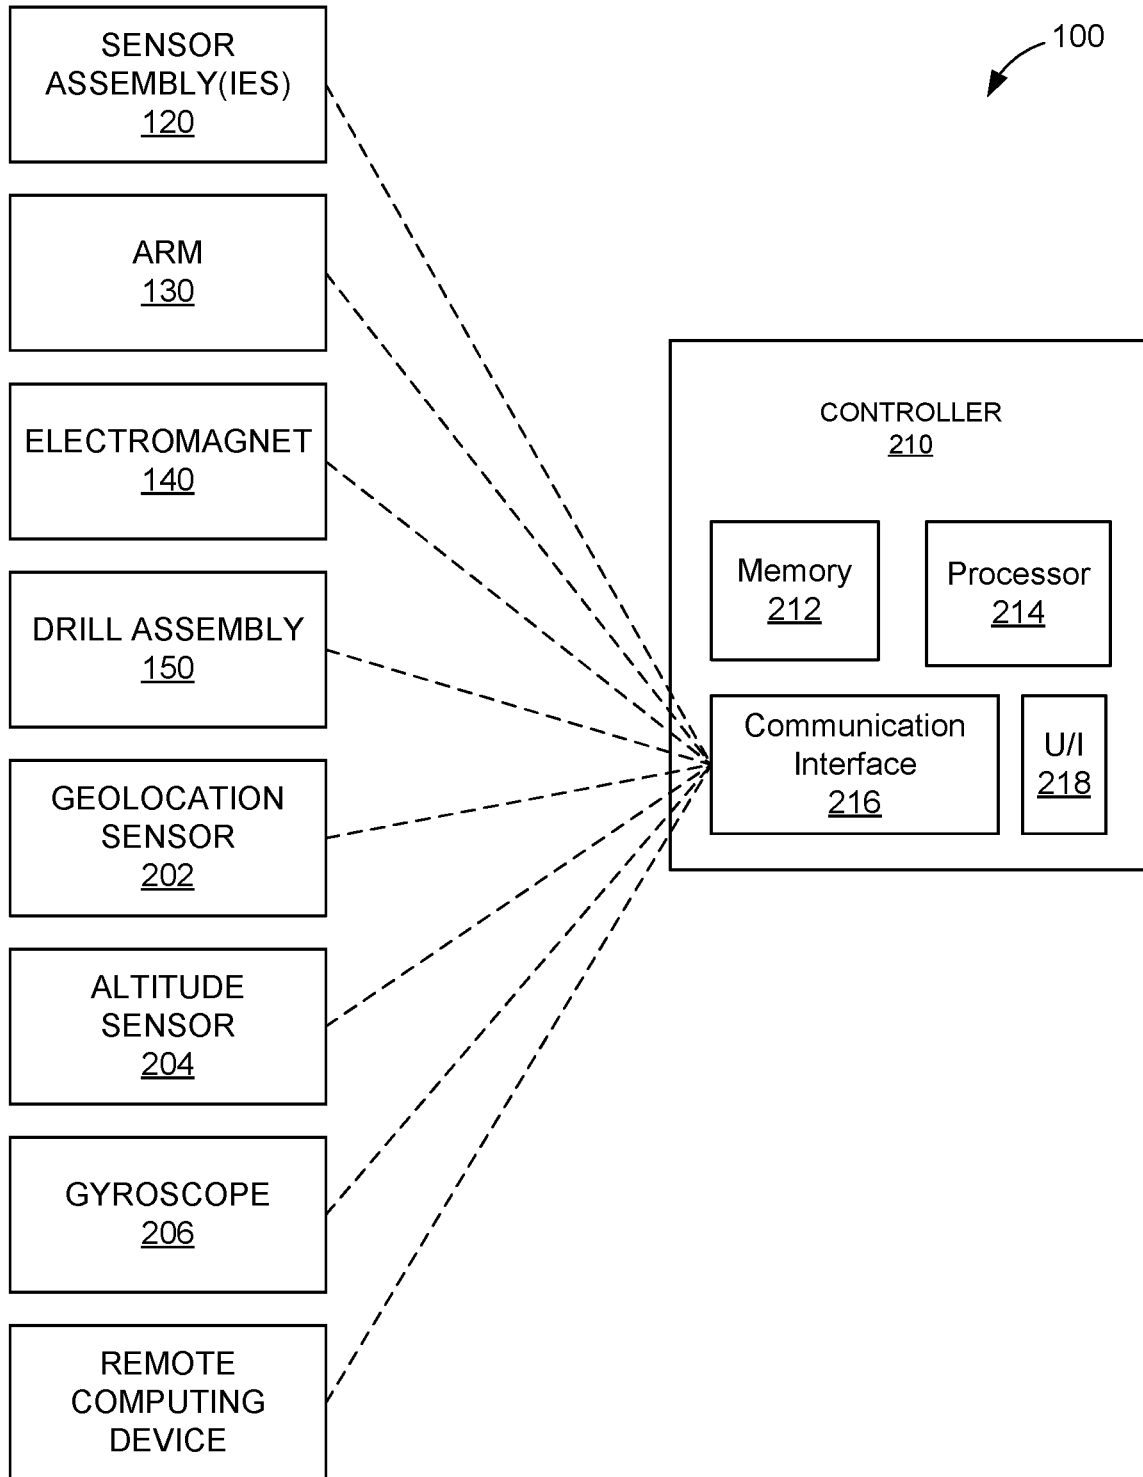 100
SENSOR
ASSEMBLY(IES)
120
ARM
130
ELECTROMAGNET
140
DRILL ASSEMBLY
150
GEOLOCATION
SENSOR
202
ALTITUDE
SENSOR
204
GYROSCOPE
206
REMOTE
COMPUTING
DEVICE
CONTROLLER
210
Memory
212
Processor
214
Communication
Interface
216
U/I
218